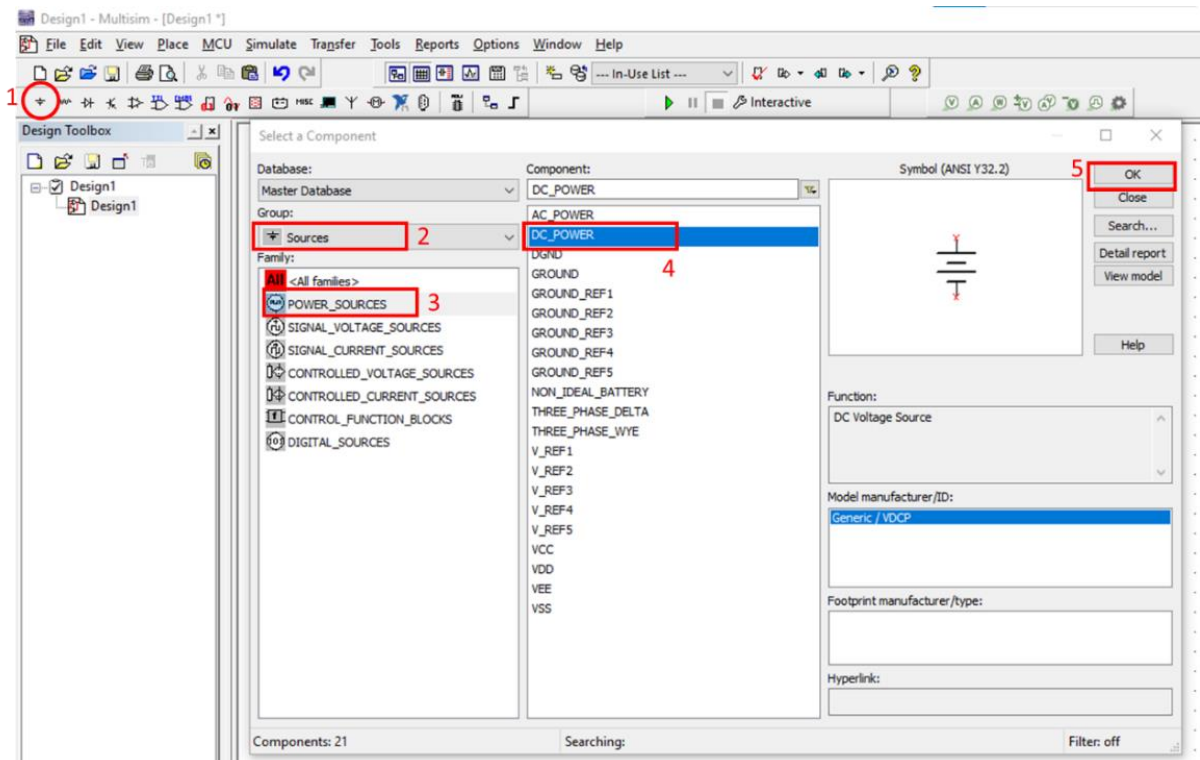 Design1 - Multisim - [Design1 *]
File Edit View Place MCU Simulate Transfer Tools Reports Options Window Help
--- In-Use List ---
1
MISC
Interactive
Design Toolbox
Design1
Design1
Select a Component
Database:
Master Database
Group:
Sources
2
Family:
All <All families>
POWER_SOURCES
3
SIGNAL_VOLTAGE_SOURCES
SIGNAL_CURRENT_SOURCES
CONTROLLED_VOLTAGE_SOURCES
CONTROLLED_CURRENT_SOURCES
CONTROL_FUNCTION_BLOCKS
DIGITAL_SOURCES
Component:
DC_POWER
AC_POWER
DC_POWER
4
DGND
GROUND
GROUND_REF1
GROUND_REF2
GROUND_REF3
GROUND_REF4
GROUND_REF5
NON_IDEAL_BATTERY
THREE_PHASE_DELTA
THREE_PHASE_WYE
V_REF1
V_REF2
V_REF3
V_REF4
V_REF5
VCC
VDD
VEE
VSS
Symbol (ANSI Y32.2)
5
OK
Close
Search...
Detail report
View model
Help
Function:
DC Voltage Source
Model manufacturer/ID:
Generic / VDCP
Footprint manufacturer/type:
Hyperlink:
Components: 21
Searching:
Filter: off